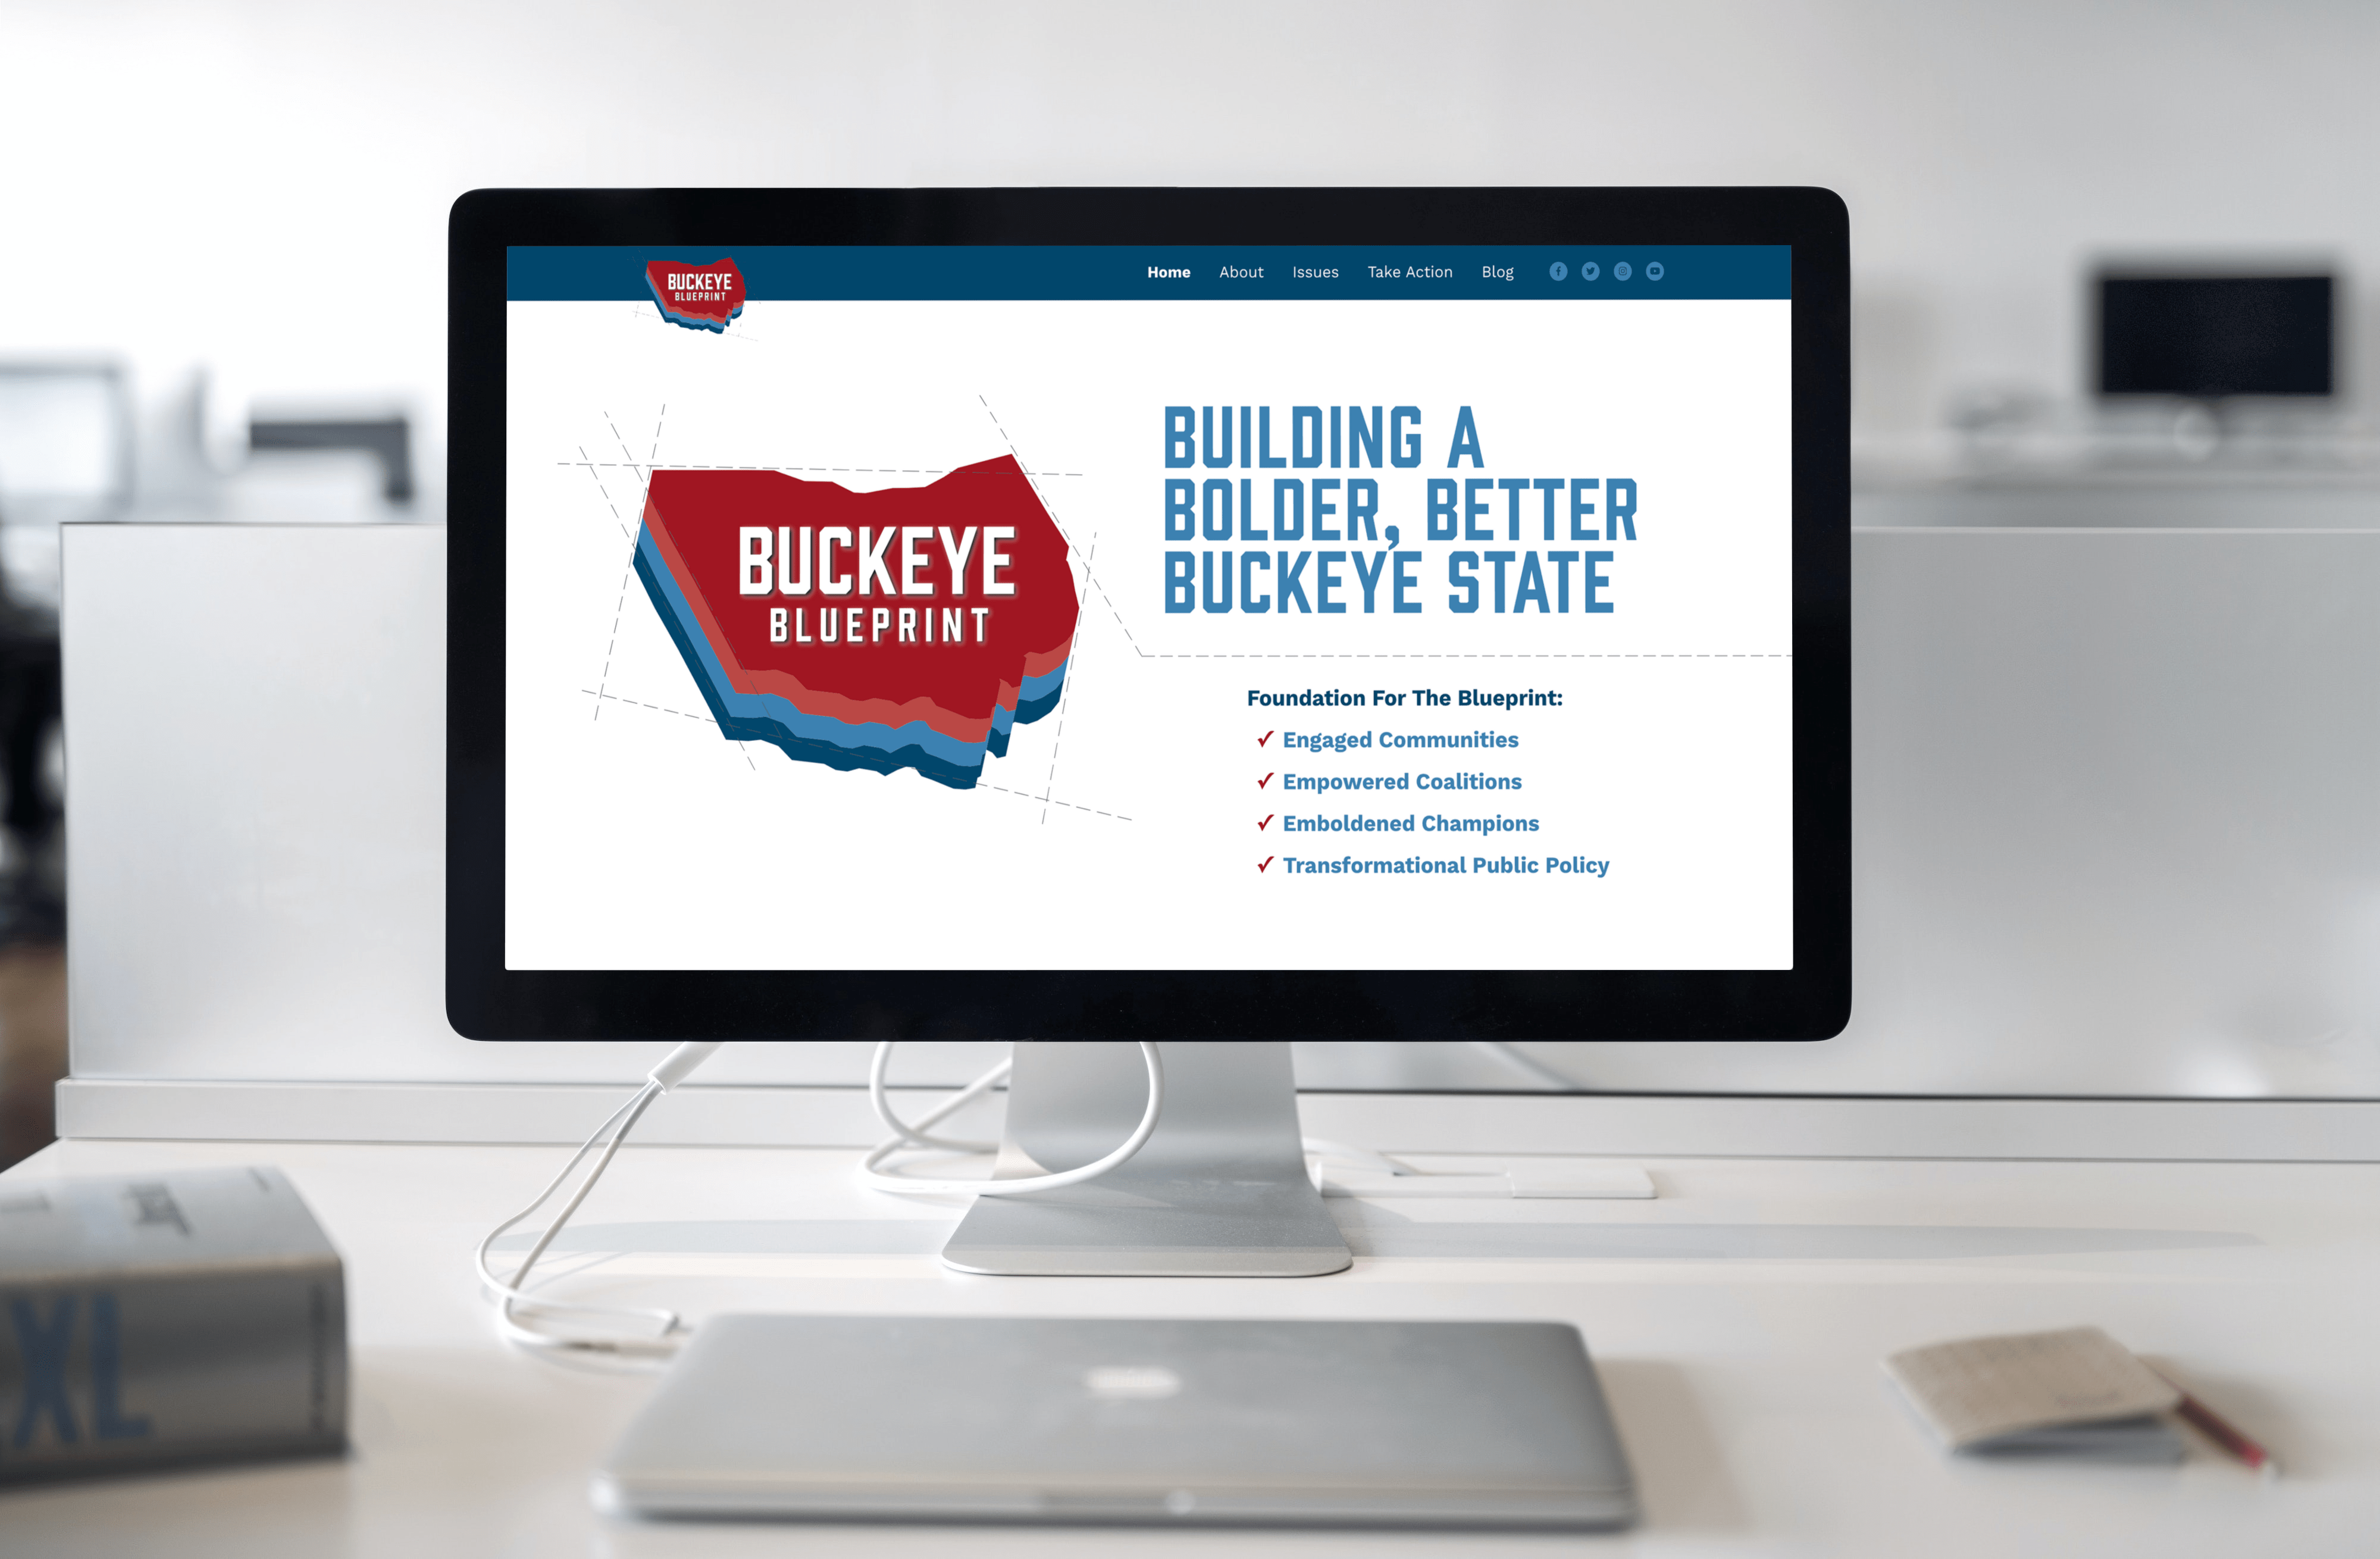 BUCKEYE
BLUEPRINT
Home About Issues Take Action Blog
BUCKEYE
BLUEPRINT
BUILDING A
BOLDER, BETTER
BUCKEYE STATE
Foundation For The Blueprint:
✓ Engaged Communities
✓ Empowered Coalitions
✓ Emboldened Champions
✓ Transformational Public Policy
XL